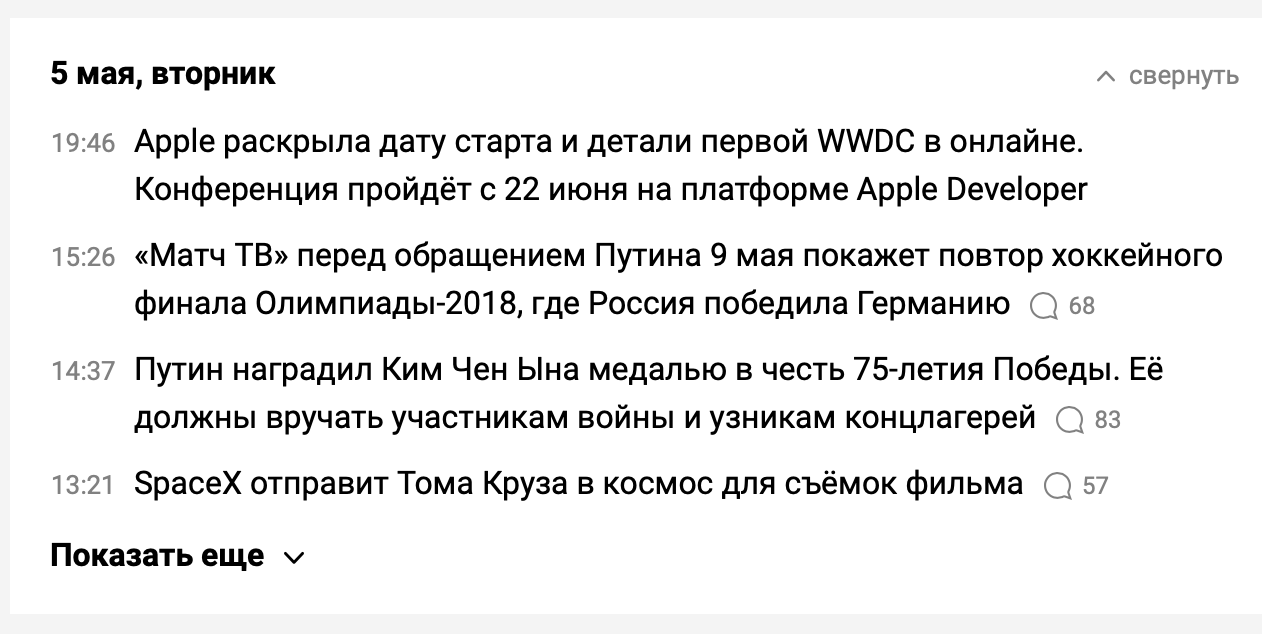 5 мая, вторник
свернуть
19:46 Apple раскрыла дату старта и детали первой WWDC в онлайне.
Конференция пройдёт с 22 июня на платформе Apple Developer
15:26 «Матч ТВ» перед обращением Путина 9 мая покажет повтор хоккейного
финала Олимпиады-2018, где Россия победила Германию 68
14:37 Путин наградил Ким Чен Ына медалью в честь 75-летия Победы. Её
должны вручать участникам войны и узникам концлагерей 83
13:21 SpaceX отправит Тома Круза в космос для съёмок фильма 57
Показать еще